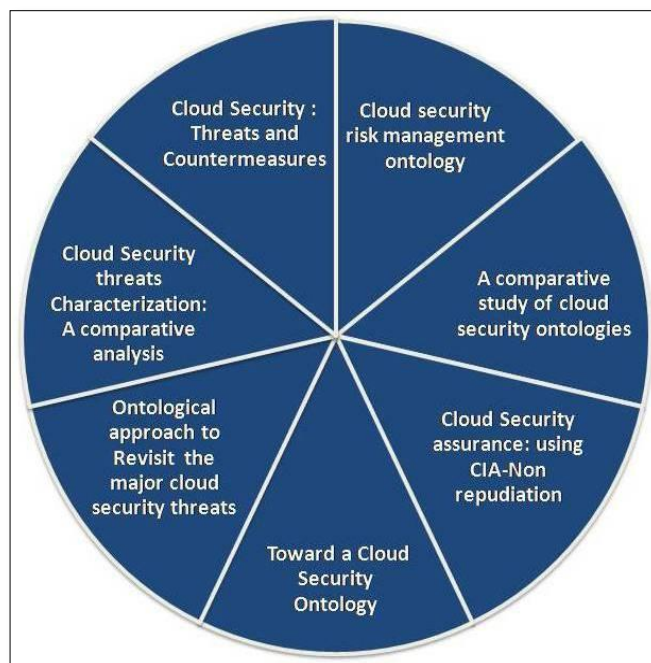 Cloud Security :
Threats and
Countermeasures
Cloud security
risk management
ontology
A comparative
study of cloud
security ontologies
Cloud Security
assurance: using
CIA-Non
repudiation
Toward a Cloud
Security
Ontology
Ontological
approach to
Revisit the
major cloud
security threats
Cloud Security
threats
Characterization:
A comparative
analysis